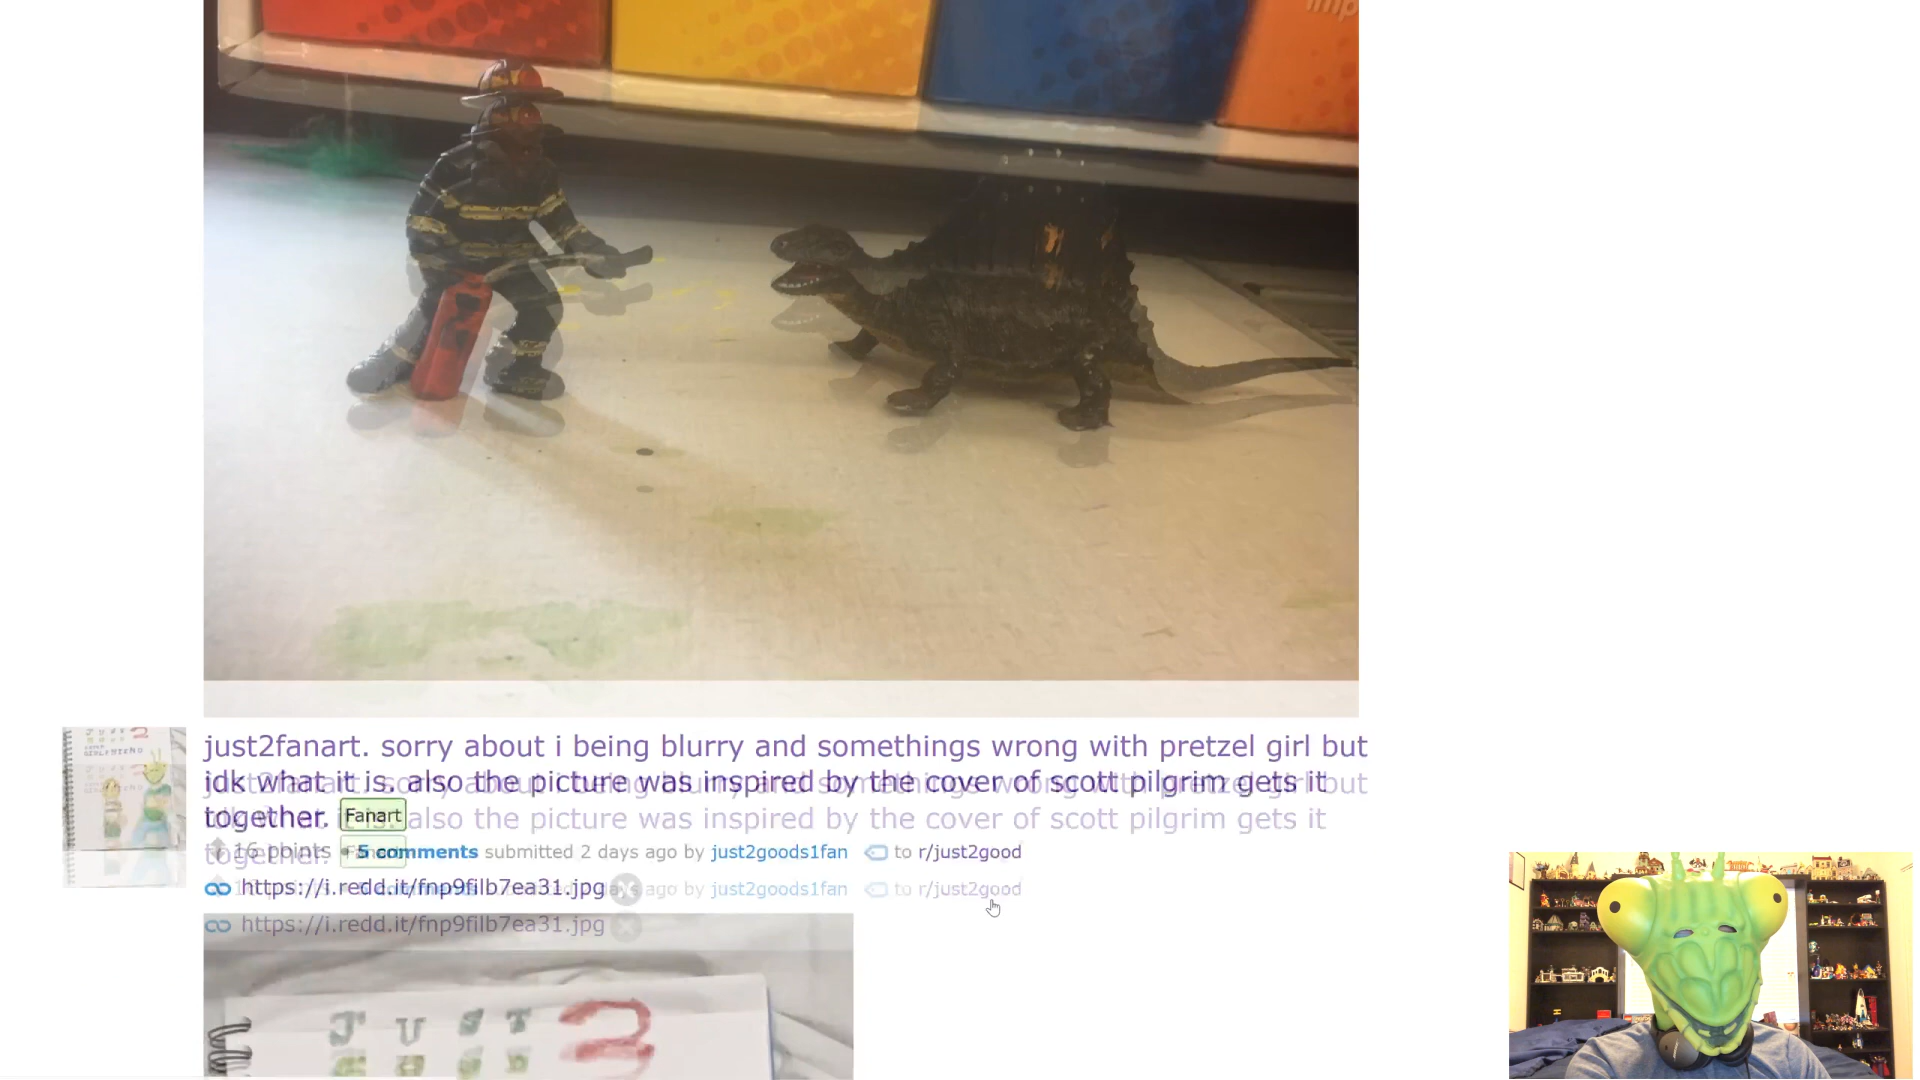 imp
just2fanart. sorry about i being blurry and somethings wrong with pretzel girl but
idk what it is. also the picture was inspired by the cover of scott pilgrim gets it
together. Fanart
16 points • 5 comments submitted 2 days ago by just2goods1fan to r/just2good
https://i.redd.it/fnp9filb7ea31.jpg
JUST 2